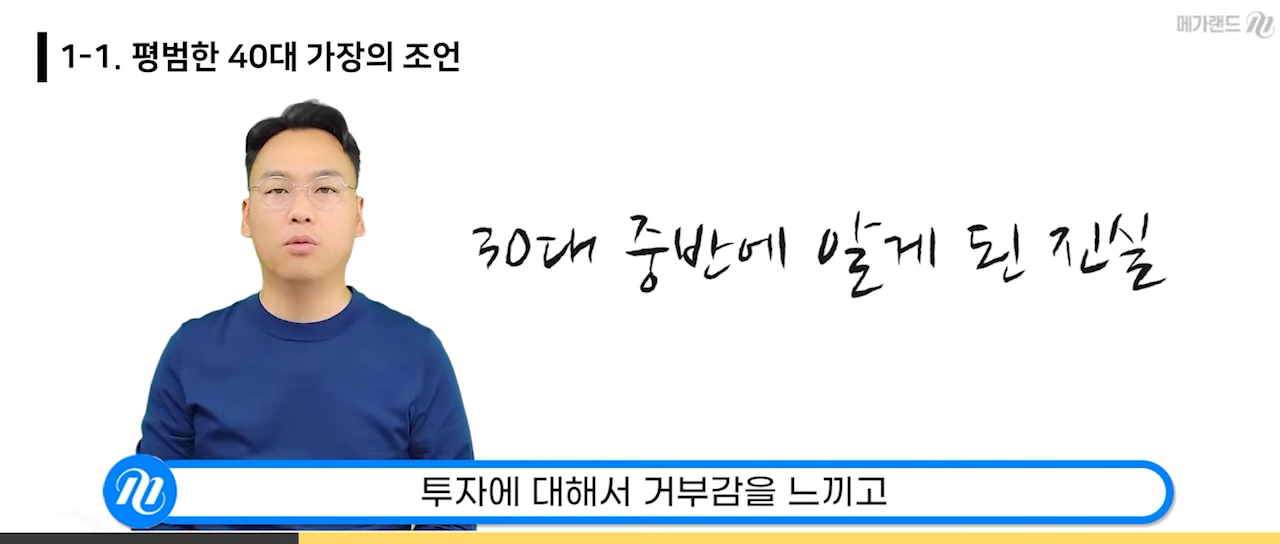 메가랜드
1-1. 평범한 40대 가장의 조언
30대 중반에 알게 된 진실
투자에 대해서 거부감을 느끼고